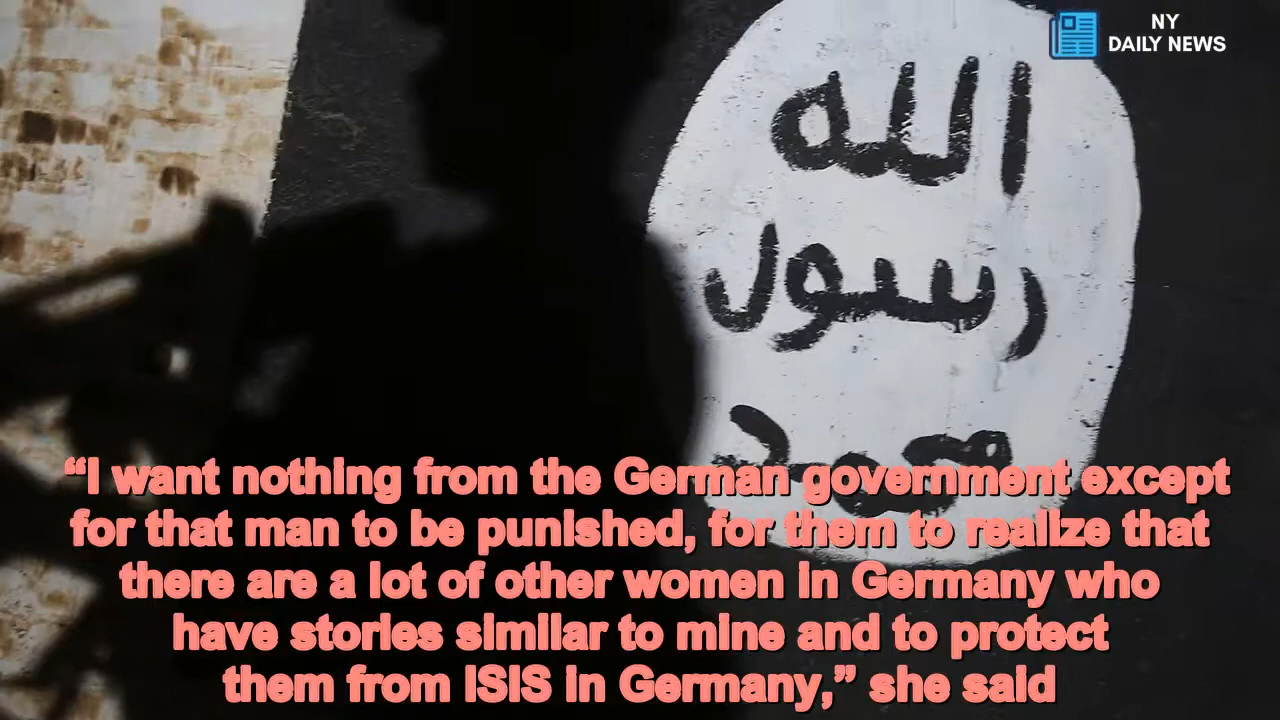 NY
DAILY NEWS
الله
رسول
محمد
“I want nothing from the German government except
for that man to be punished, for them to realize that
there are a lot of other women in Germany who
have stories similar to mine and to protect
them from ISIS in Germany,” she said